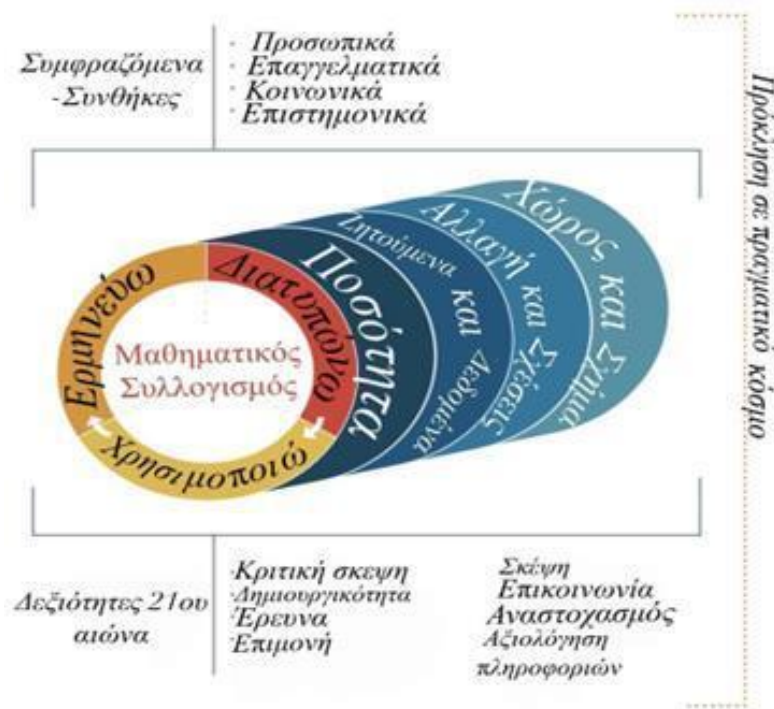 Συμφραζόμενα
-Συνθήκες
· Προσωπικά
· Επαγγελματικά
· Κοινωνικά
· Επιστημονικά
Πρόκληση σε πραγματικό κόσμο
Ερμηνεύω
Διατυπώνω
Χρησιμοποιώ
Μαθηματικός
Συλλογισμός
Ποσότητα
Ζητούμενα και Δεδομένα
Αλλαγή και Σχέσεις
Χώρος και Σχήμα
Δεξιότητες 21ου
αιώνα
·Κριτική σκεψη
·Δημιουργικότητα
·Έρευνα
·Επιμονή
Σκέψη
Επικοινωνία
Αναστοχασμός
Αξιολόγηση
πληροφοριών